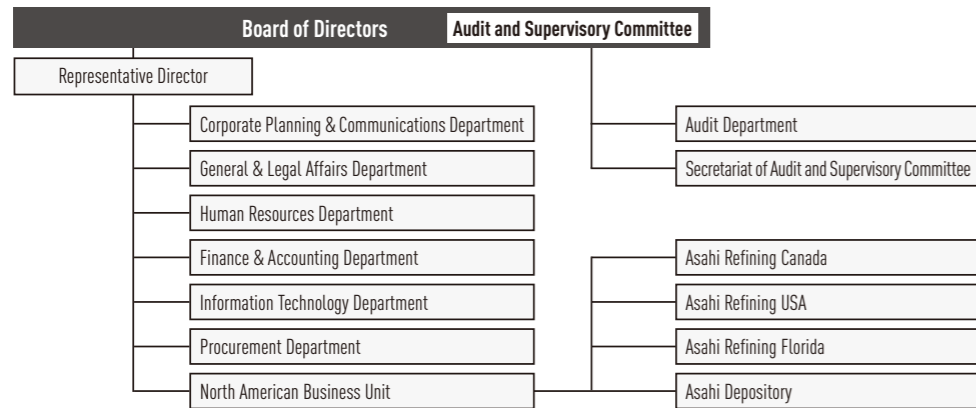 Board of Directors
Audit and Supervisory Committee
Representative Director
Corporate Planning & Communications Department
General & Legal Affairs Department
Human Resources Department
Finance & Accounting Department
Information Technology Department
Procurement Department
North American Business Unit
Audit Department
Secretariat of Audit and Supervisory Committee
Asahi Refining Canada
Asahi Refining USA
Asahi Refining Florida
Asahi Depository